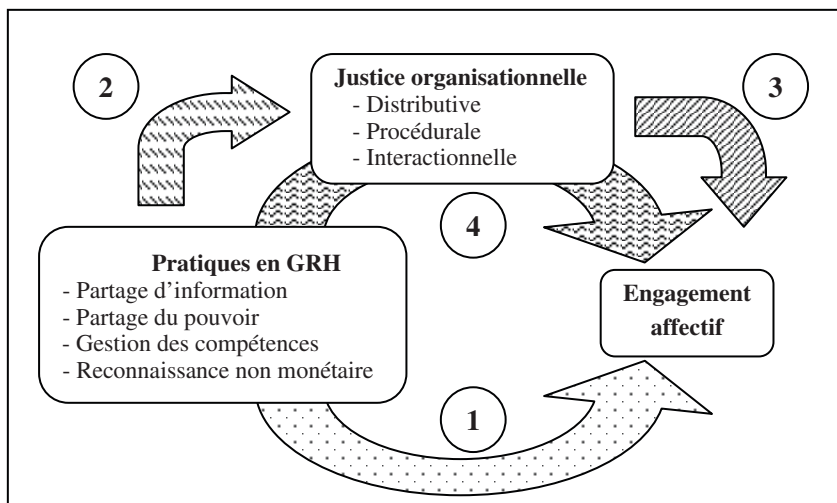 2
Justice organisationnelle
- Distributive
- Procédurale
- Interactionnelle
3
4
Pratiques en GRH
- Partage d’information
- Partage du pouvoir
- Gestion des compétences
- Reconnaissance non monétaire
Engagement
affectif
1